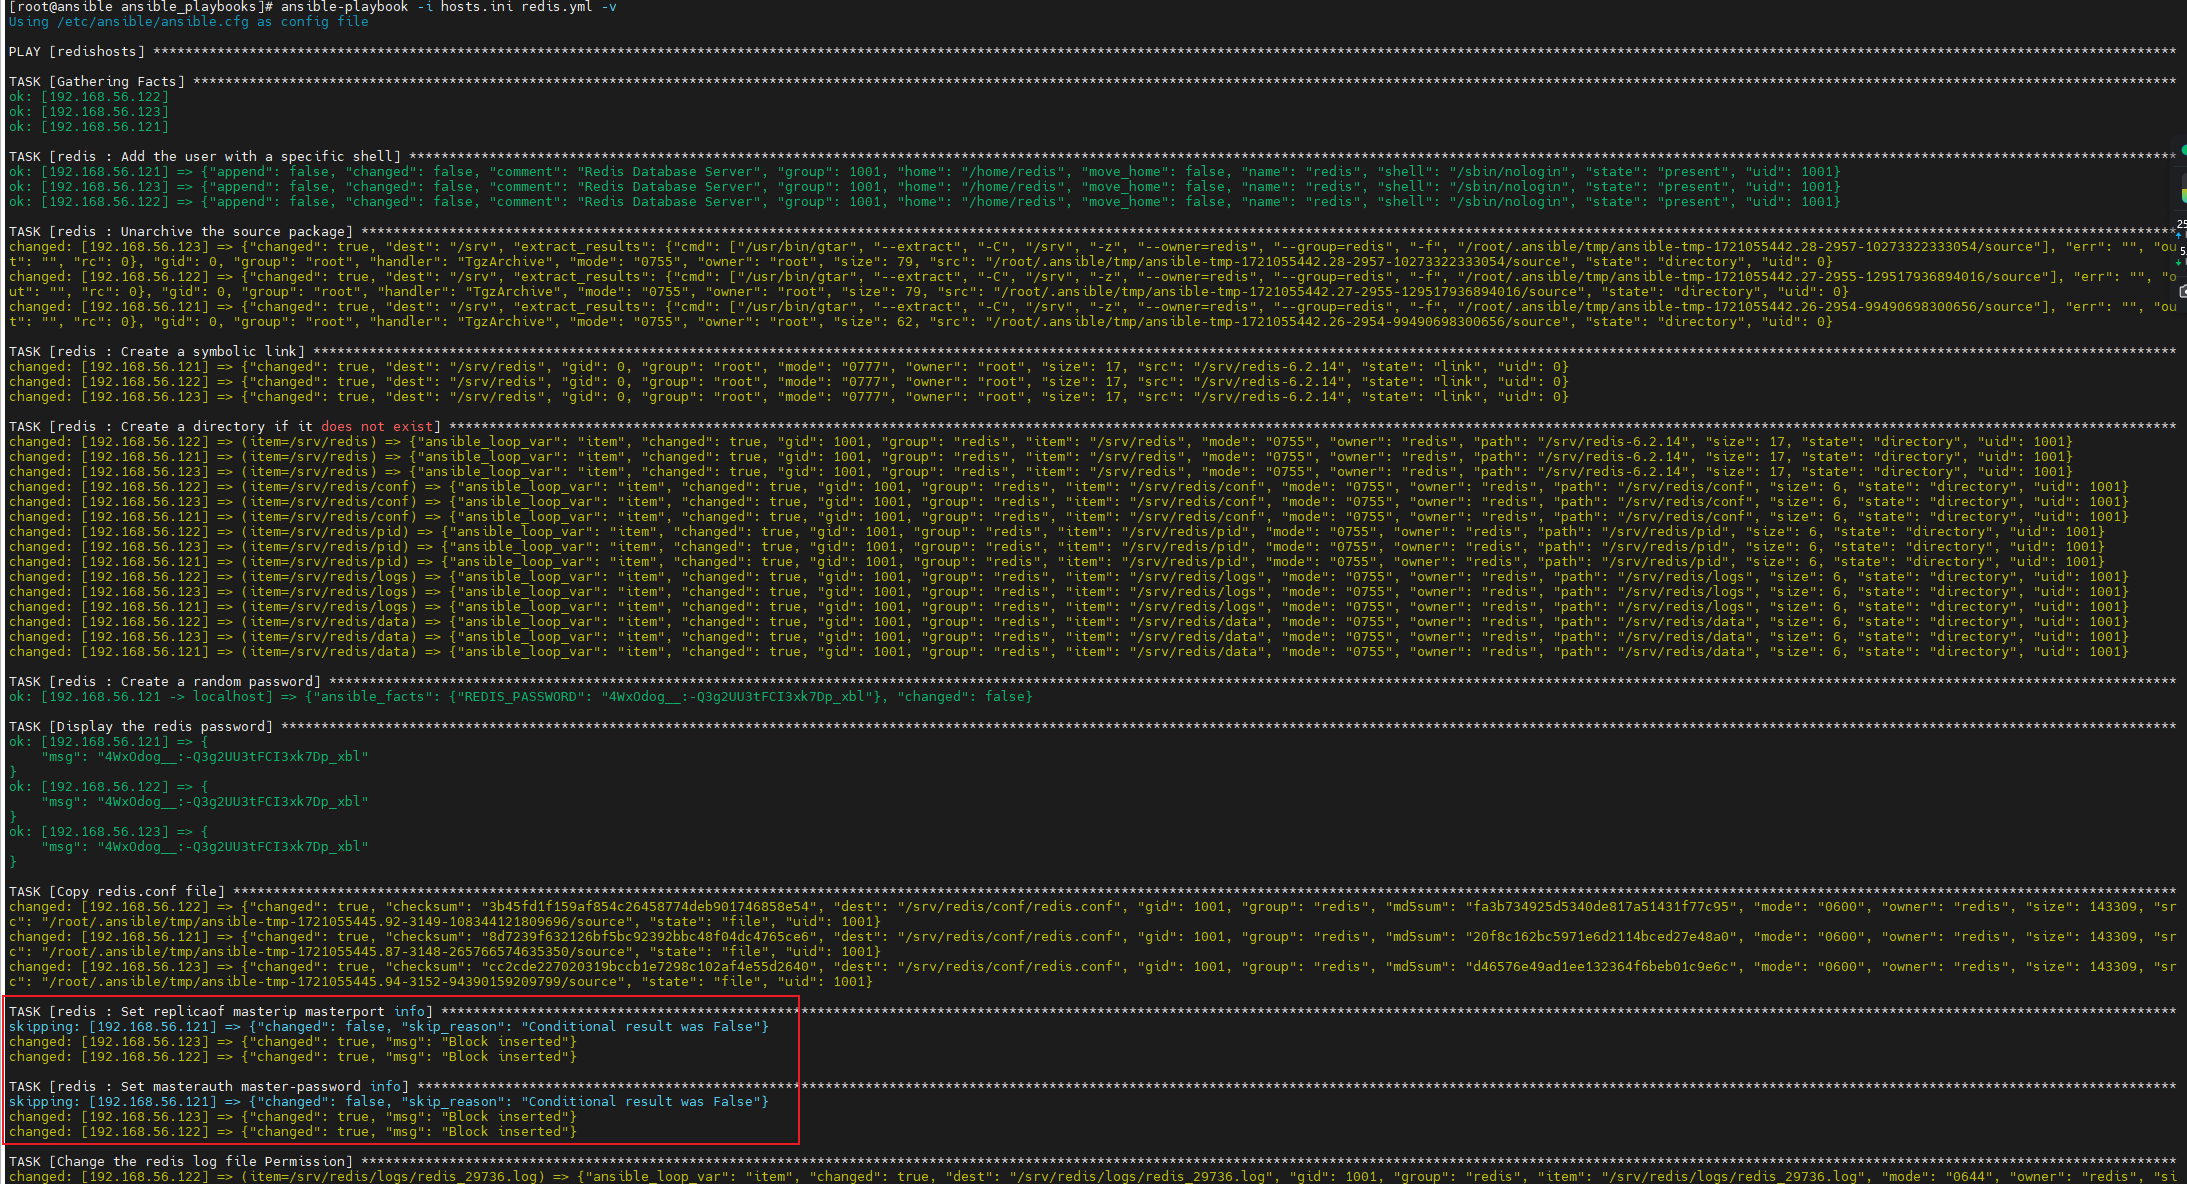 [root@ansible ansible_playbooks]# ansible-playbook -i hosts.ini redis.yml -v
Using /etc/ansible/ansible.cfg as config file
PLAY [redishosts] ****
TASK [Gathering Facts] ****
ok: [192.168.56.122]
ok: [192.168.56.123]
ok: [192.168.56.121]
TASK [redis : Add the user with a specific shell] ****
ok: [192.168.56.121] => {"append": false, "changed": false, "comment": "Redis Database Server", "group": 1001, "home": "/home/redis", "move_home": false, "name": "redis", "shell": "/sbin/nologin", "state": "present", "uid": 1001}
ok: [192.168.56.123] => {"append": false, "changed": false, "comment": "Redis Database Server", "group": 1001, "home": "/home/redis", "move_home": false, "name": "redis", "shell": "/sbin/nologin", "state": "present", "uid": 1001}
ok: [192.168.56.122] => {"append": false, "changed": false, "comment": "Redis Database Server", "group": 1001, "home": "/home/redis", "move_home": false, "name": "redis", "shell": "/sbin/nologin", "state": "present", "uid": 1001}
TASK [redis : Unarchive the source package] ****
changed: [192.168.56.123] => {"changed": true, "dest": "/srv", "extract_results": {"cmd": ["/usr/bin/gtar", "--extract", "-C", "/srv", "-z", "--owner=redis", "--group=redis", "-f", "/root/.ansible/tmp/ansible-tmp-1721055442.28-2957-10273322333054/source"], "err": "", "ou
t": "", "rc": 0}, "gid": 0, "group": "root", "handler": "TgzArchive", "mode": "0755", "owner": "root", "size": 79, "src": "/root/.ansible/tmp/ansible-tmp-1721055442.28-2957-10273322333054/source", "state": "directory", "uid": 0}
changed: [192.168.56.122] => {"changed": true, "dest": "/srv", "extract_results": {"cmd": ["/usr/bin/gtar", "--extract", "-C", "/srv", "-z", "--owner=redis", "--group=redis", "-f", "/root/.ansible/tmp/ansible-tmp-1721055442.27-2955-129517936894016/source"], "err": "", "o
ut": "", "rc": 0}, "gid": 0, "group": "root", "handler": "TgzArchive", "mode": "0755", "owner": "root", "size": 79, "src": "/root/.ansible/tmp/ansible-tmp-1721055442.27-2955-129517936894016/source", "state": "directory", "uid": 0}
changed: [192.168.56.121] => {"changed": true, "dest": "/srv", "extract_results": {"cmd": ["/usr/bin/gtar", "--extract", "-C", "/srv", "-z", "--owner=redis", "--group=redis", "-f", "/root/.ansible/tmp/ansible-tmp-1721055442.26-2954-99490698300656/source"], "err": "", "ou
t": "", "rc": 0}, "gid": 0, "group": "root", "handler": "TgzArchive", "mode": "0755", "owner": "root", "size": 62, "src": "/root/.ansible/tmp/ansible-tmp-1721055442.26-2954-99490698300656/source", "state": "directory", "uid": 0}
TASK [redis : Create a symbolic link] ****
changed: [192.168.56.121] => {"changed": true, "dest": "/srv/redis", "gid": 0, "group": "root", "mode": "0777", "owner": "root", "size": 17, "src": "/srv/redis-6.2.14", "state": "link", "uid": 0}
changed: [192.168.56.122] => {"changed": true, "dest": "/srv/redis", "gid": 0, "group": "root", "mode": "0777", "owner": "root", "size": 17, "src": "/srv/redis-6.2.14", "state": "link", "uid": 0}
changed: [192.168.56.123] => {"changed": true, "dest": "/srv/redis", "gid": 0, "group": "root", "mode": "0777", "owner": "root", "size": 17, "src": "/srv/redis-6.2.14", "state": "link", "uid": 0}
TASK [redis : Create a directory if it does not exist] ****
changed: [192.168.56.122] => (item=/srv/redis) => {"ansible_loop_var": "item", "changed": true, "gid": 1001, "group": "redis", "item": "/srv/redis", "mode": "0755", "owner": "redis", "path": "/srv/redis-6.2.14", "size": 17, "state": "directory", "uid": 1001}
changed: [192.168.56.121] => (item=/srv/redis) => {"ansible_loop_var": "item", "changed": true, "gid": 1001, "group": "redis", "item": "/srv/redis", "mode": "0755", "owner": "redis", "path": "/srv/redis-6.2.14", "size": 17, "state": "directory", "uid": 1001}
changed: [192.168.56.123] => (item=/srv/redis) => {"ansible_loop_var": "item", "changed": true, "gid": 1001, "group": "redis", "item": "/srv/redis", "mode": "0755", "owner": "redis", "path": "/srv/redis-6.2.14", "size": 17, "state": "directory", "uid": 1001}
changed: [192.168.56.122] => (item=/srv/redis/conf) => {"ansible_loop_var": "item", "changed": true, "gid": 1001, "group": "redis", "item": "/srv/redis/conf", "mode": "0755", "owner": "redis", "path": "/srv/redis/conf", "size": 6, "state": "directory", "uid": 1001}
changed: [192.168.56.123] => (item=/srv/redis/conf) => {"ansible_loop_var": "item", "changed": true, "gid": 1001, "group": "redis", "item": "/srv/redis/conf", "mode": "0755", "owner": "redis", "path": "/srv/redis/conf", "size": 6, "state": "directory", "uid": 1001}
changed: [192.168.56.121] => (item=/srv/redis/conf) => {"ansible_loop_var": "item", "changed": true, "gid": 1001, "group": "redis", "item": "/srv/redis/conf", "mode": "0755", "owner": "redis", "path": "/srv/redis/conf", "size": 6, "state": "directory", "uid": 1001}
changed: [192.168.56.122] => (item=/srv/redis/pid) => {"ansible_loop_var": "item", "changed": true, "gid": 1001, "group": "redis", "item": "/srv/redis/pid", "mode": "0755", "owner": "redis", "path": "/srv/redis/pid", "size": 6, "state": "directory", "uid": 1001}
changed: [192.168.56.123] => (item=/srv/redis/pid) => {"ansible_loop_var": "item", "changed": true, "gid": 1001, "group": "redis", "item": "/srv/redis/pid", "mode": "0755", "owner": "redis", "path": "/srv/redis/pid", "size": 6, "state": "directory", "uid": 1001}
changed: [192.168.56.121] => (item=/srv/redis/pid) => {"ansible_loop_var": "item", "changed": true, "gid": 1001, "group": "redis", "item": "/srv/redis/pid", "mode": "0755", "owner": "redis", "path": "/srv/redis/pid", "size": 6, "state": "directory", "uid": 1001}
changed: [192.168.56.122] => (item=/srv/redis/logs) => {"ansible_loop_var": "item", "changed": true, "gid": 1001, "group": "redis", "item": "/srv/redis/logs", "mode": "0755", "owner": "redis", "path": "/srv/redis/logs", "size": 6, "state": "directory", "uid": 1001}
changed: [192.168.56.123] => (item=/srv/redis/logs) => {"ansible_loop_var": "item", "changed": true, "gid": 1001, "group": "redis", "item": "/srv/redis/logs", "mode": "0755", "owner": "redis", "path": "/srv/redis/logs", "size": 6, "state": "directory", "uid": 1001}
changed: [192.168.56.121] => (item=/srv/redis/logs) => {"ansible_loop_var": "item", "changed": true, "gid": 1001, "group": "redis", "item": "/srv/redis/logs", "mode": "0755", "owner": "redis", "path": "/srv/redis/logs", "size": 6, "state": "directory", "uid": 1001}
changed: [192.168.56.122] => (item=/srv/redis/data) => {"ansible_loop_var": "item", "changed": true, "gid": 1001, "group": "redis", "item": "/srv/redis/data", "mode": "0755", "owner": "redis", "path": "/srv/redis/data", "size": 6, "state": "directory", "uid": 1001}
changed: [192.168.56.123] => (item=/srv/redis/data) => {"ansible_loop_var": "item", "changed": true, "gid": 1001, "group": "redis", "item": "/srv/redis/data", "mode": "0755", "owner": "redis", "path": "/srv/redis/data", "size": 6, "state": "directory", "uid": 1001}
changed: [192.168.56.121] => (item=/srv/redis/data) => {"ansible_loop_var": "item", "changed": true, "gid": 1001, "group": "redis", "item": "/srv/redis/data", "mode": "0755", "owner": "redis", "path": "/srv/redis/data", "size": 6, "state": "directory", "uid": 1001}
TASK [redis : Create a random password] ****
ok: [192.168.56.121 -> localhost] => {"ansible_facts": {"REDIS_PASSWORD": "4WxOdog__:-Q3g2UU3tFCI3xk7Dp_xbl"}, "changed": false}
TASK [Display the redis password] ****
ok: [192.168.56.121] => {
    "msg": "4WxOdog__:-Q3g2UU3tFCI3xk7Dp_xbl"
}
ok: [192.168.56.122] => {
    "msg": "4WxOdog__:-Q3g2UU3tFCI3xk7Dp_xbl"
}
ok: [192.168.56.123] => {
    "msg": "4WxOdog__:-Q3g2UU3tFCI3xk7Dp_xbl"
}
TASK [Copy redis.conf file] ****
changed: [192.168.56.122] => {"changed": true, "checksum": "3b45fd1f159af854c26458774deb901746858e54", "dest": "/srv/redis/conf/redis.conf", "gid": 1001, "group": "redis", "md5sum": "fa3b734925d5340de817a51431f77c95", "mode": "0600", "owner": "redis", "size": 143309, "sr
c": "/root/.ansible/tmp/ansible-tmp-1721055445.92-3149-108344121809696/source", "state": "file", "uid": 1001}
changed: [192.168.56.121] => {"changed": true, "checksum": "8d7239f632126bf5bc92392bbc48f04dc4765ce6", "dest": "/srv/redis/conf/redis.conf", "gid": 1001, "group": "redis", "md5sum": "20f8c162bc5971e6d2114bced27e48a0", "mode": "0600", "owner": "redis", "size": 143309, "sr
c": "/root/.ansible/tmp/ansible-tmp-1721055445.87-3148-265766574635350/source", "state": "file", "uid": 1001}
changed: [192.168.56.123] => {"changed": true, "checksum": "cc2cde227020319bccb1e7298c102af4e55d2640", "dest": "/srv/redis/conf/redis.conf", "gid": 1001, "group": "redis", "md5sum": "d46576e49ad1ee132364f6beb01c9e6c", "mode": "0600", "owner": "redis", "size": 143309, "sr
c": "/root/.ansible/tmp/ansible-tmp-1721055445.94-3152-94390159209799/source", "state": "file", "uid": 1001}
TASK [redis : Set replicaof masterip masterport info] ****
skipping: [192.168.56.121] => {"changed": false, "skip_reason": "Conditional result was False"}
changed: [192.168.56.123] => {"changed": true, "msg": "Block inserted"}
changed: [192.168.56.122] => {"changed": true, "msg": "Block inserted"}
TASK [redis : Set masterauth master-password info] ****
skipping: [192.168.56.121] => {"changed": false, "skip_reason": "Conditional result was False"}
changed: [192.168.56.123] => {"changed": true, "msg": "Block inserted"}
changed: [192.168.56.122] => {"changed": true, "msg": "Block inserted"}
TASK [Change the redis log file Permission] ****
changed: [192.168.56.122] => (item=/srv/redis/logs/redis_29736.log) => {"ansible_loop_var": "item", "changed": true, "dest": "/srv/redis/logs/redis_29736.log", "gid": 1001, "group": "redis", "item": "/srv/redis/logs/redis_29736.log", "mode": "0644", "owner": "redis", "si